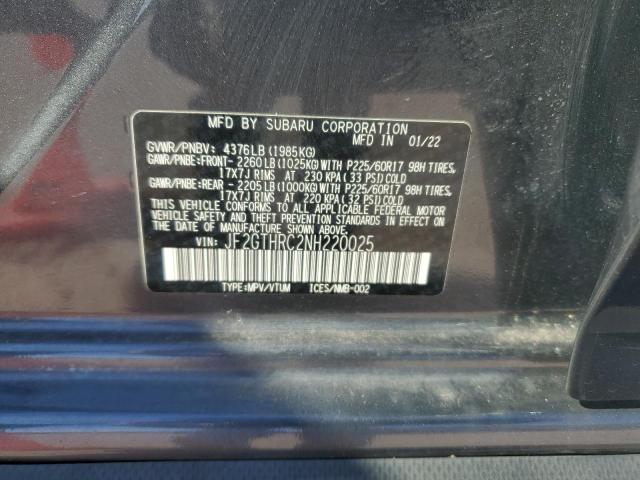 MFD BY SUBARU CORPORATION
MFD IN 01/22
GVWR/PNBV: 4376LB (1985KG)
GAWR/PNBE:FRONT- 2260LB(1025KG)WITH P225/60R17 98H TIRES,
17X7J RIMS AT 230 KPA(33 PSI)COLD
GAWR/PNBE:REAR - 2205LB(1000KG)WITH P225/60R17 98H TIRES,
17X7J RIMS AT 220 KPA(32 PSI)COLD
THIS VEHICLE CONFORMS TO ALL APPLICABLE FEDERAL MOTOR
VEHICLE SAFETY AND THEFT PREVENTION STANDARDS IN EFFECT ON
THE DATE OF MANUFACTURE SHOWN ABOVE.
VIN: JF2GTHRC2NH220025
TYPE:MPV/VTUM ICES/NMB-002